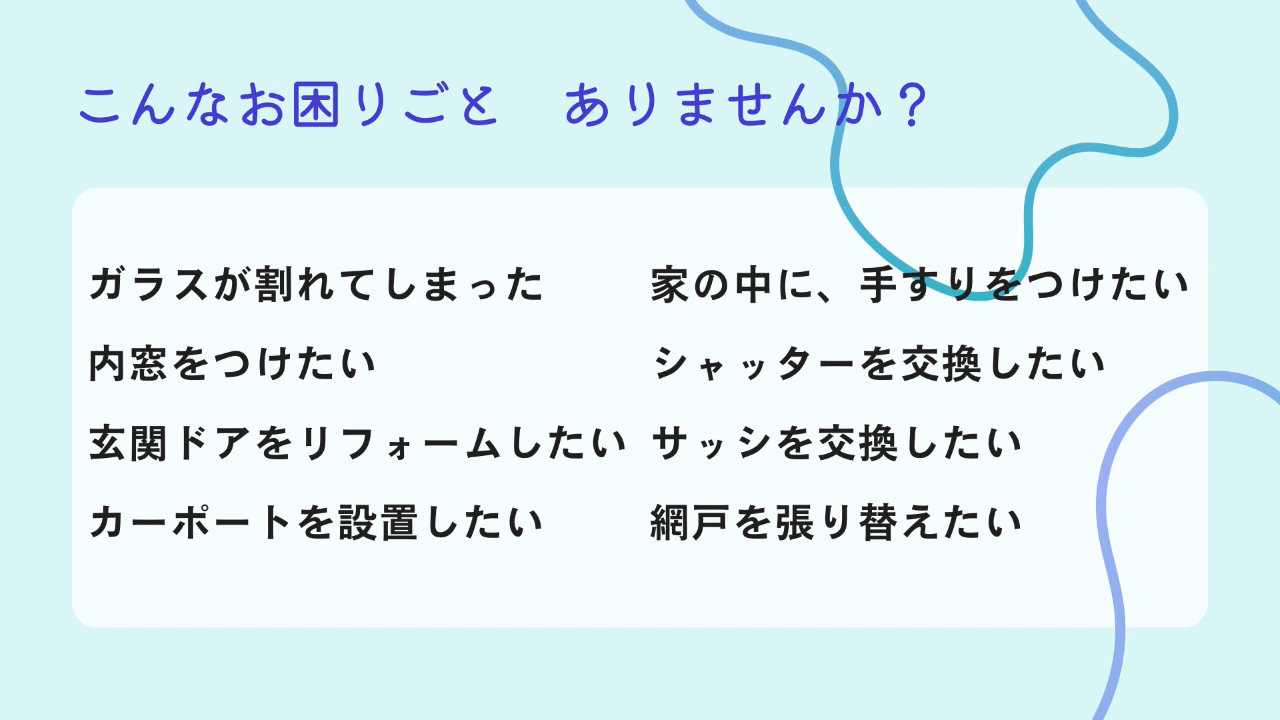 こんなお困りごと　ありませんか？
ガラスが割れてしまった
内窓をつけたい
玄関ドアをリフォームしたい
カーポートを設置したい
家の中に、手すりをつけたい
シャッターを交換したい
サッシを交換したい
網戸を張り替えたい